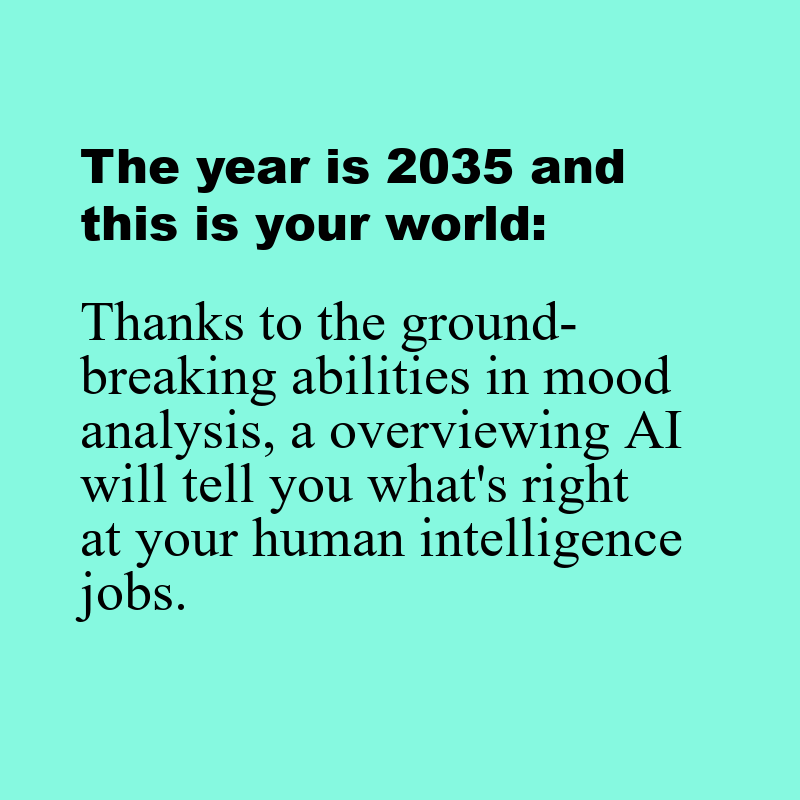 The year is 2035 and
this is your world:
Thanks to the ground-
breaking abilities in mood
analysis, a overviewing AI
will tell you what's right
at your human intelligence
jobs.